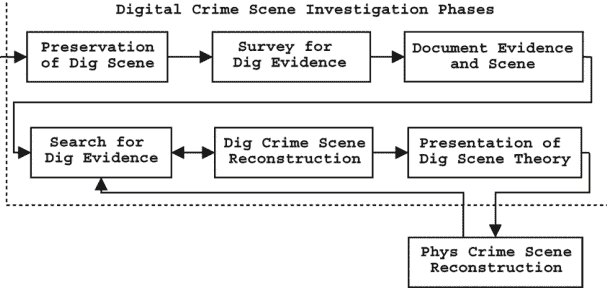 Digital Crime Scene Investigation Phases
Preservation
of Dig Scene
Survey for
Dig Evidence
Document Evidence
and Scene
Search for
Dig Evidence
Dig Crime Scene
Reconstruction
Presentation of
Dig Scene Theory
Phys Crime Scene
Reconstruction